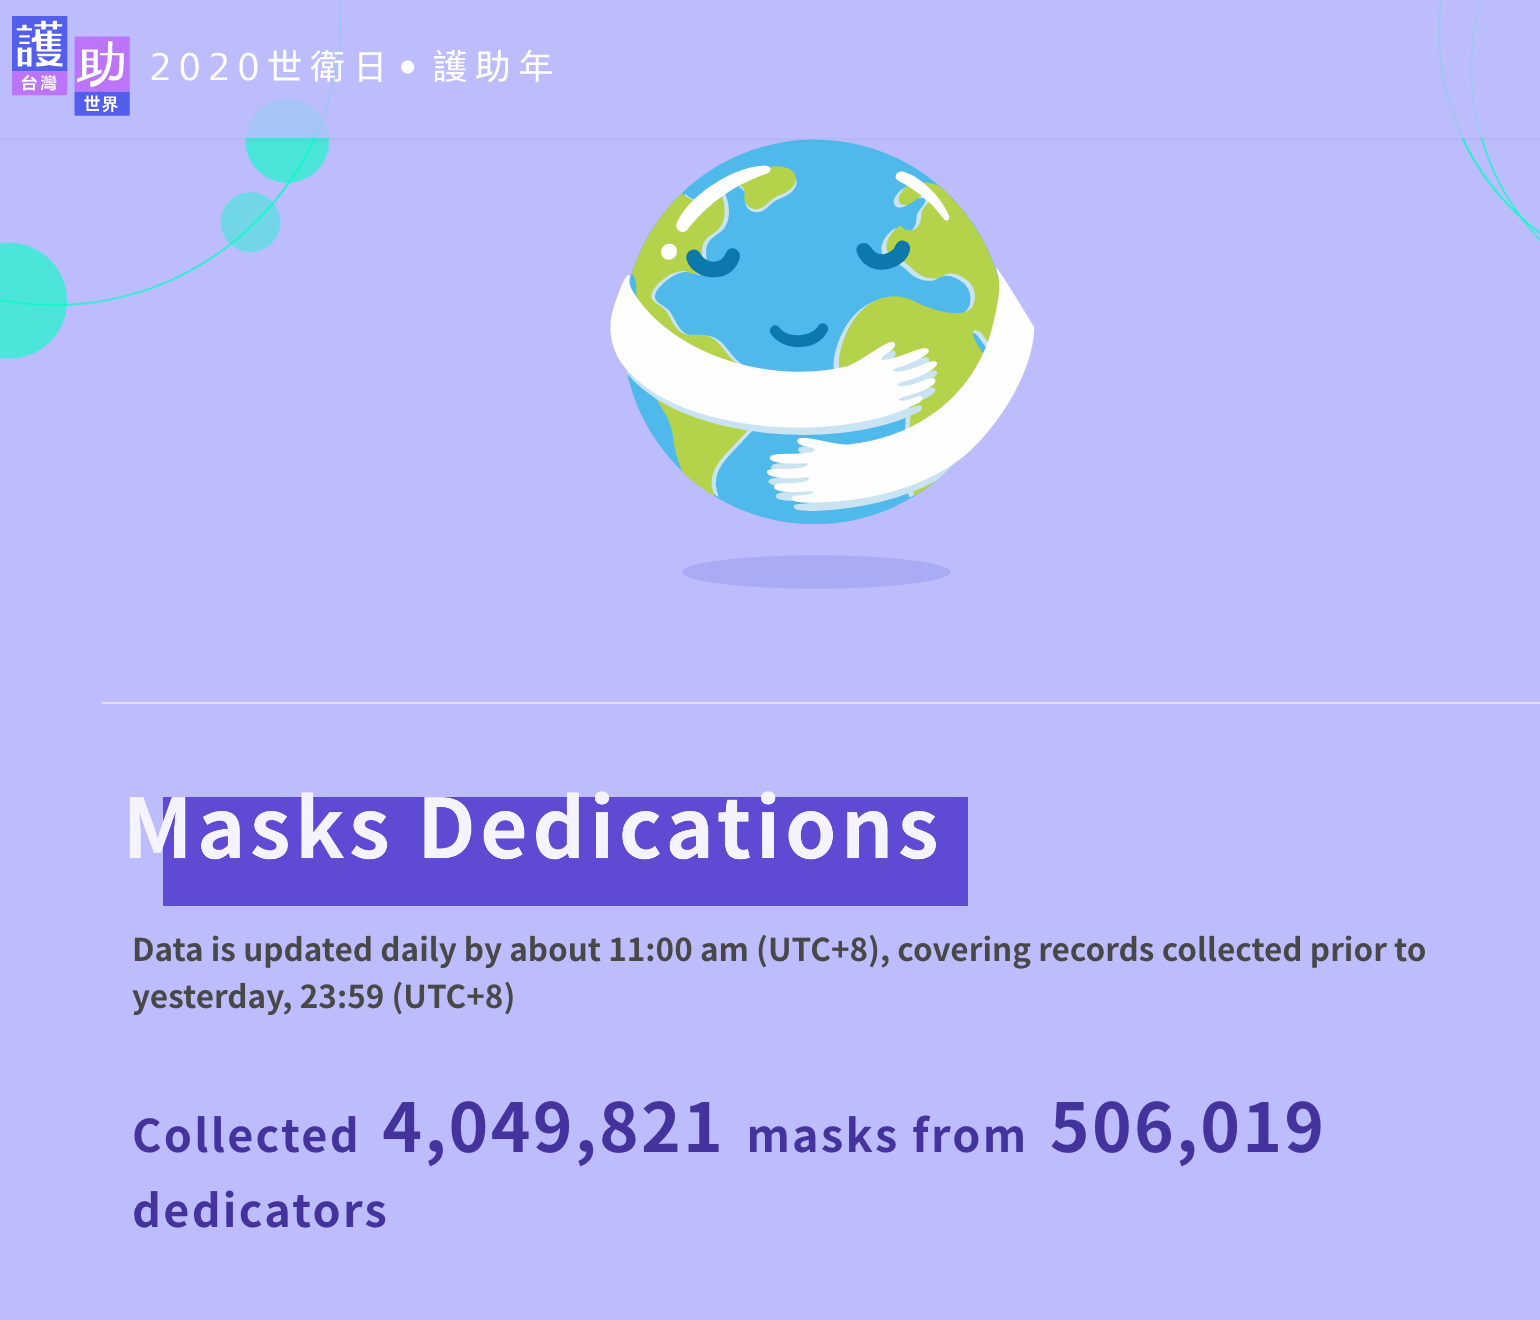 護
台灣
助
世界
2020世衛日•護助年
Masks Dedications
Data is updated daily by about 11:00 am (UTC+8), covering records collected prior to
yesterday, 23:59 (UTC+8)
Collected 4,049,821 masks from 506,019
dedicators